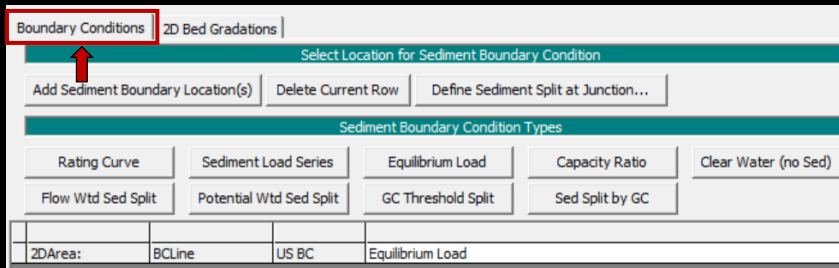 Boundary Conditions 2D Bed Gradations
Select Location for Sediment Boundary Condition
Add Sediment Boundary Location(s) Delete Current Row Define Sediment Split at Junction...
Sediment Boundary Condition Types
Rating Curve Sediment Load Series Equilibrium Load Capacity Ratio Clear Water (no Sed)
Flow Wtd Sed Split Potential Wtd Sed Split GC Threshold Split Sed Split by GC
2DArea: BCLine US BC Equilibrium Load